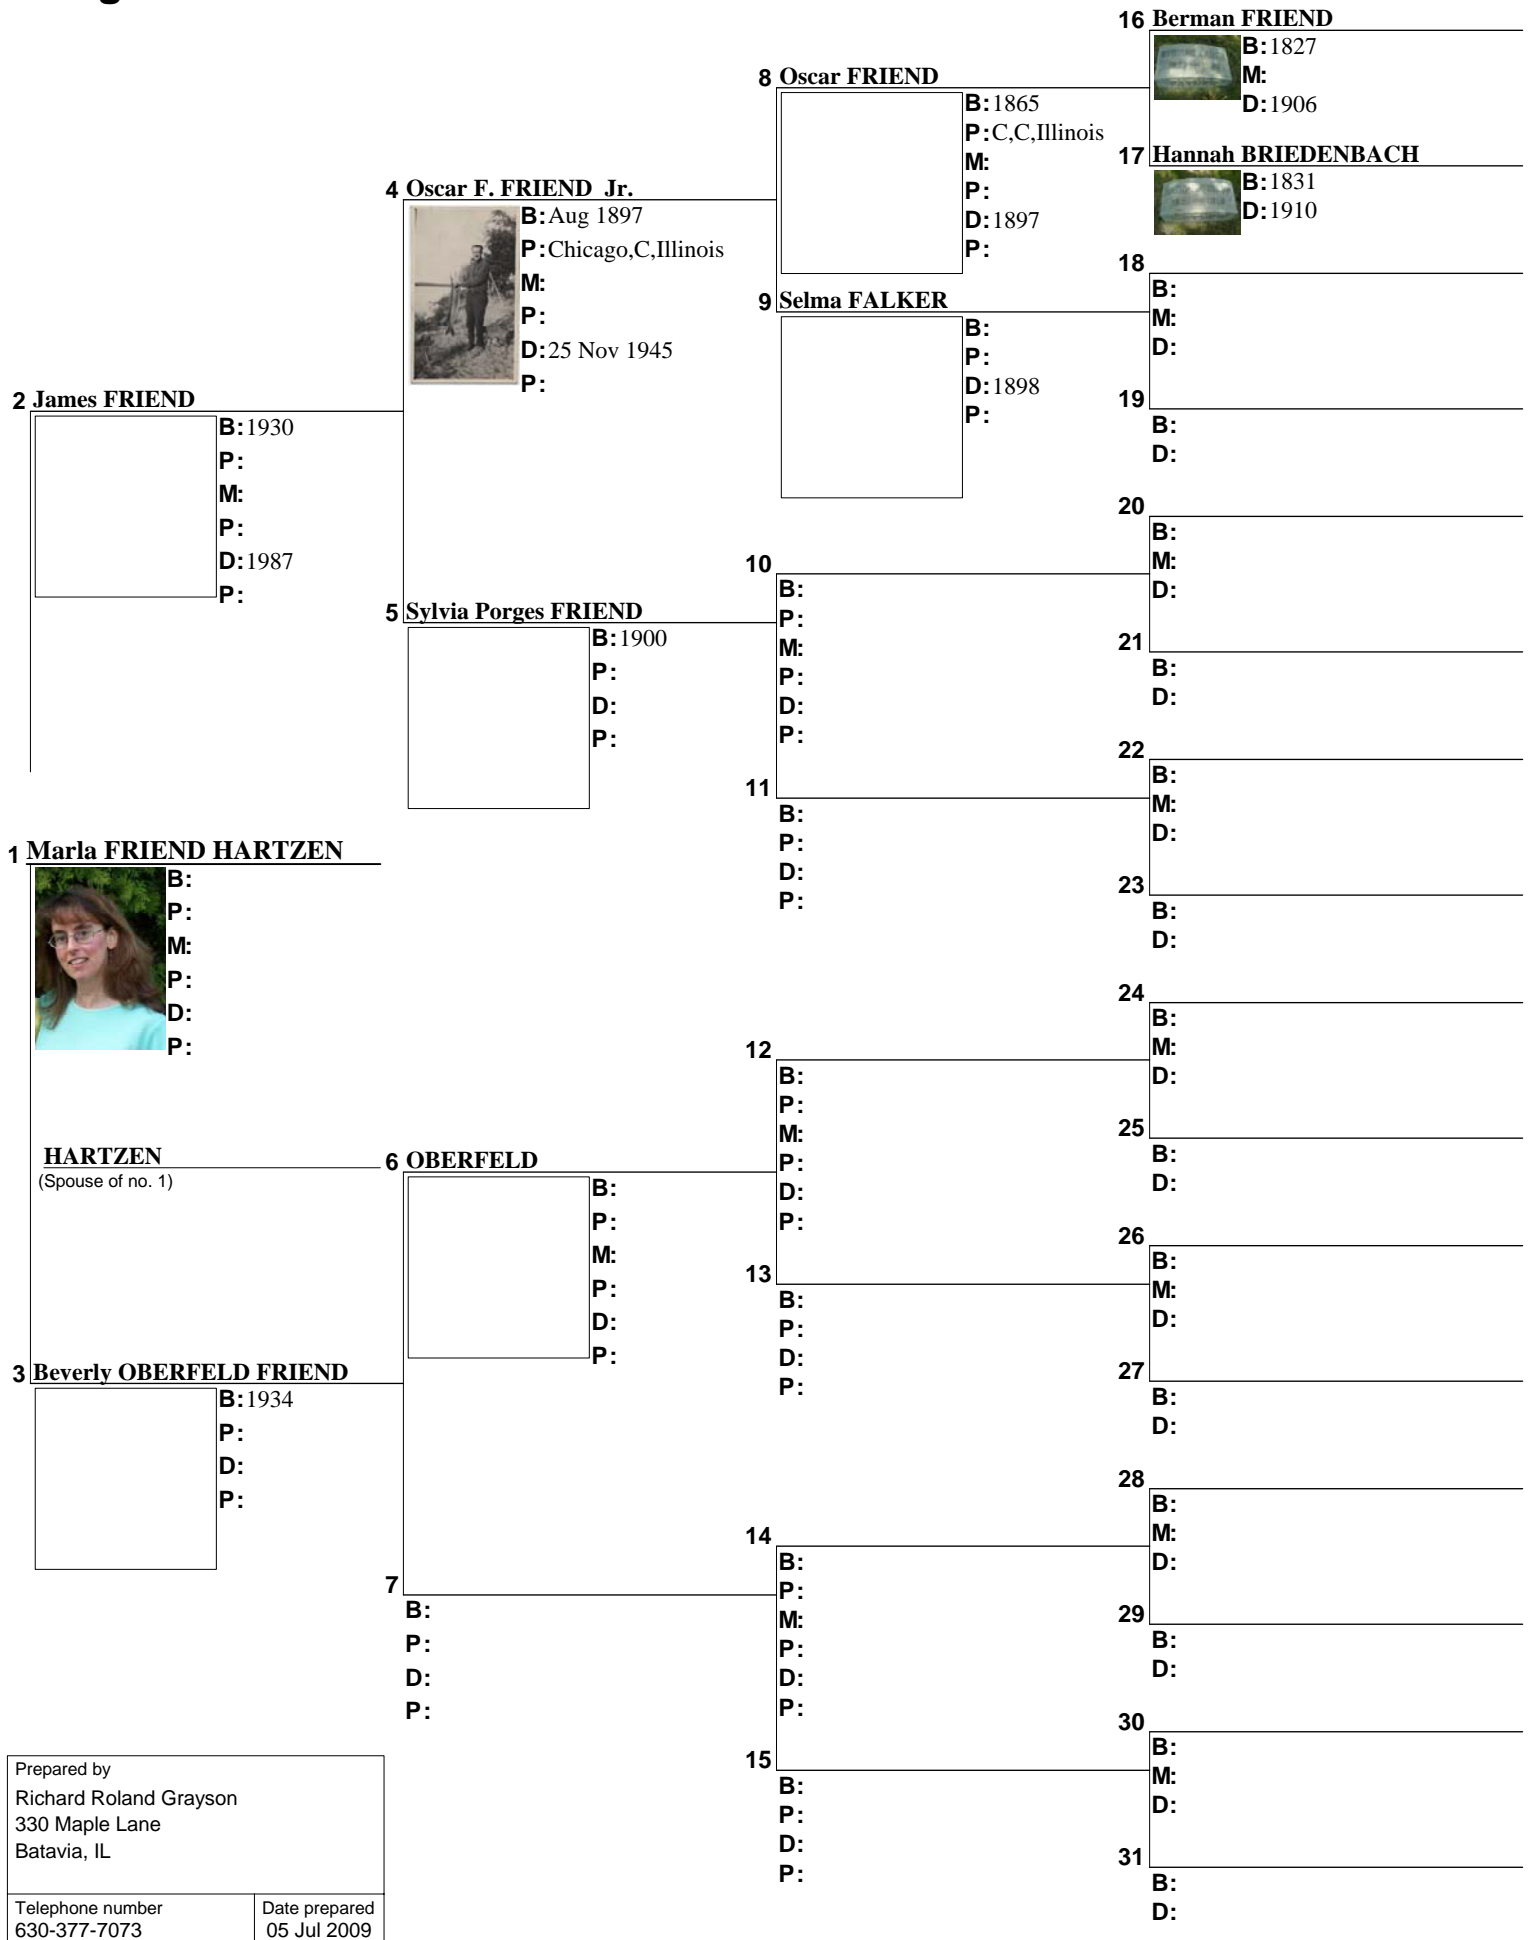 16 Berman FRIEND
B:1827
M:
D:1906
8 Oscar FRIEND
B:1865
P:C,C,Illinois
M:
P:
D:1897
P:
17 Hannah BRIEDENBACH
B:1831
D:1910
4 Oscar F. FRIEND Jr.
B:Aug 1897
P:Chicago,C,Illinois
M:
P:
D:25 Nov 1945
P:
18
B:
M:
D:
9 Selma FALKER
B:
P:
D:1898
P:
19
B:
D:
2 James FRIEND
B:1930
P:
M:
P:
D:1987
P:
20
B:
M:
D:
10
B:
P:
M:
P:
D:
P:
5 Sylvia Porges FRIEND
B:1900
P:
D:
P:
21
B:
D:
22
B:
M:
D:
11
B:
P:
D:
P:
23
B:
D:
1 Marla FRIEND HARTZEN
B:
P:
M:
P:
D:
P:
24
B:
M:
D:
12
B:
P:
M:
P:
D:
P:
25
B:
D:
HARTZEN
(Spouse of no. 1)
6 OBERFELD
B:
P:
M:
P:
D:
P:
26
B:
M:
D:
13
B:
P:
D:
P:
27
B:
D:
3 Beverly OBERFELD FRIEND
B:1934
P:
D:
P:
28
B:
M:
D:
14
B:
P:
M:
P:
D:
P:
7
B:
P:
D:
P:
29
B:
D:
30
B:
M:
D:
15
B:
P:
D:
P:
31
B:
D:
Prepared by
Richard Roland Grayson
330 Maple Lane
Batavia, IL
Telephone number
630-377-7073
Date prepared
05 Jul 2009